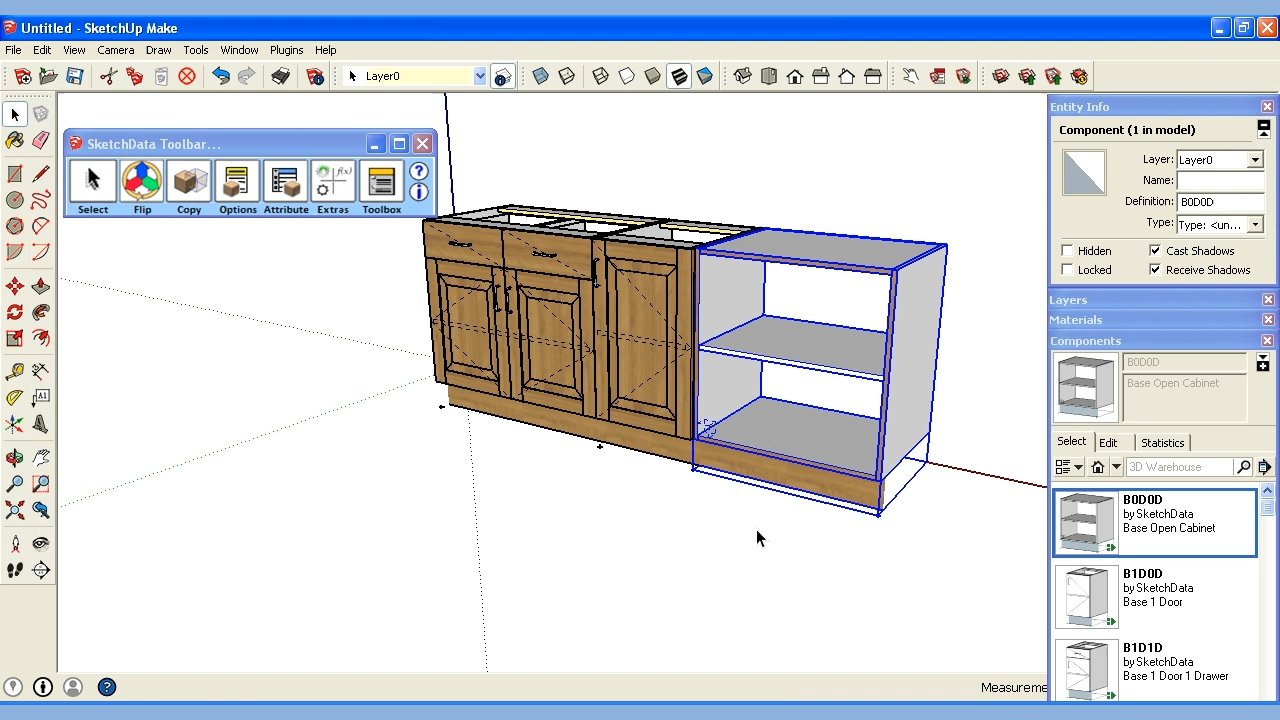 Untitled - SketchUp Make
File Edit View Camera Draw Tools Window Plugins Help
Layer0
SketchData Toolbar...
Select Flip Copy Options Attribute Extras Toolbox
Entity Info
Component (1 in model)
Layer: Layer0
Name:
Definition: B0D0D
Type: Type: <un...
Hidden Cast Shadows
Locked Receive Shadows
Layers
Materials
Components
B0D0D
Base Open Cabinet
Select Edit Statistics
3D Warehouse
B0D0D
by SketchData
Base Open Cabinet
B1D0D
by SketchData
Base 1 Door
B1D1D
by SketchData
Base 1 Door 1 Drawer
Measureme